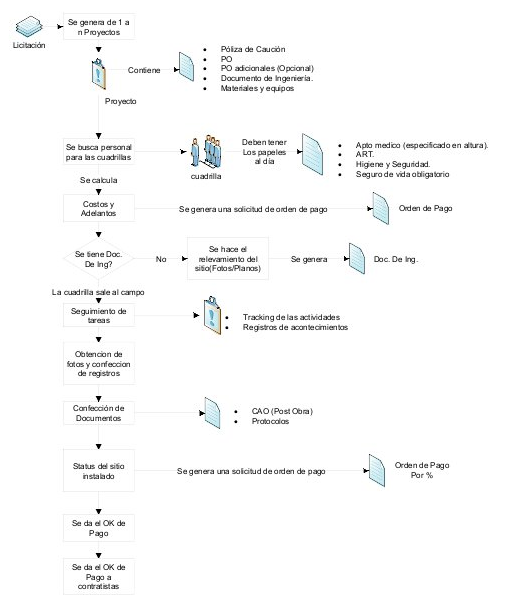 Licitación
Se genera de 1 a
n Proyectos
Contiene
Póliza de Caución
PO
PO adicionales (Opcional)
Documento de Ingeniería.
Materiales y equipos
Proyecto
Se busca personal
para las cuadrillas
cuadrilla
Deben tener
Los papeles
al día
Apto medico (especificado en altura).
ART.
Higiene y Seguridad.
Seguro de vida obligatorio
Se calcula
Costos y
Adelantos
Se genera una solicitud de orden de pago
Orden de Pago
Se tiene Doc.
De Ing?
No
Se hace el
relevamiento del
sitio(Fotos/Planos)
Se genera
Doc. De Ing.
La cuadrilla sale al campo
Seguimiento de
tareas
Tracking de las actividades
Registros de acontecimientos
Obtencion de
fotos y confeccion
de registros
Confección de
Documentos
CAO (Post Obra)
Protocolos
Status del sitio
instalado
Se genera una solicitud de orden de pago
Orden de Pago
Por %
Se da el OK de
Pago
Se da el OK de
Pago a
contratistas